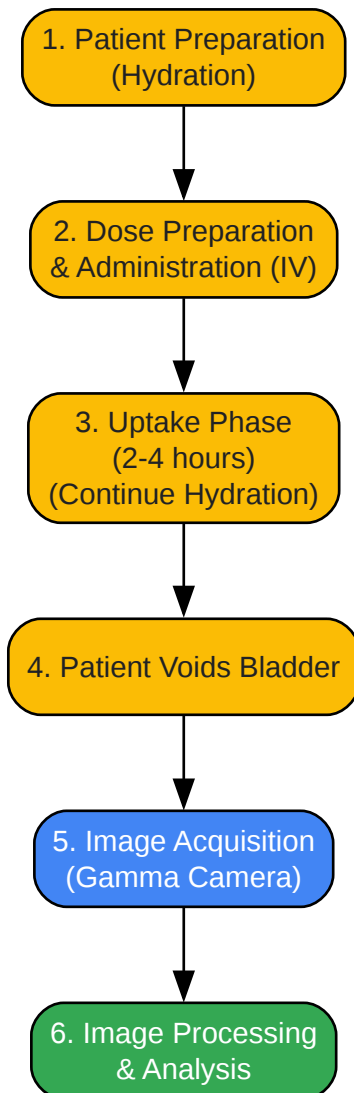 1. Patient Preparation
(Hydration)
2. Dose Preparation
& Administration (IV)
3. Uptake Phase
(2-4 hours)
(Continue Hydration)
4. Patient Voids Bladder
5. Image Acquisition
(Gamma Camera)
6. Image Processing
& Analysis